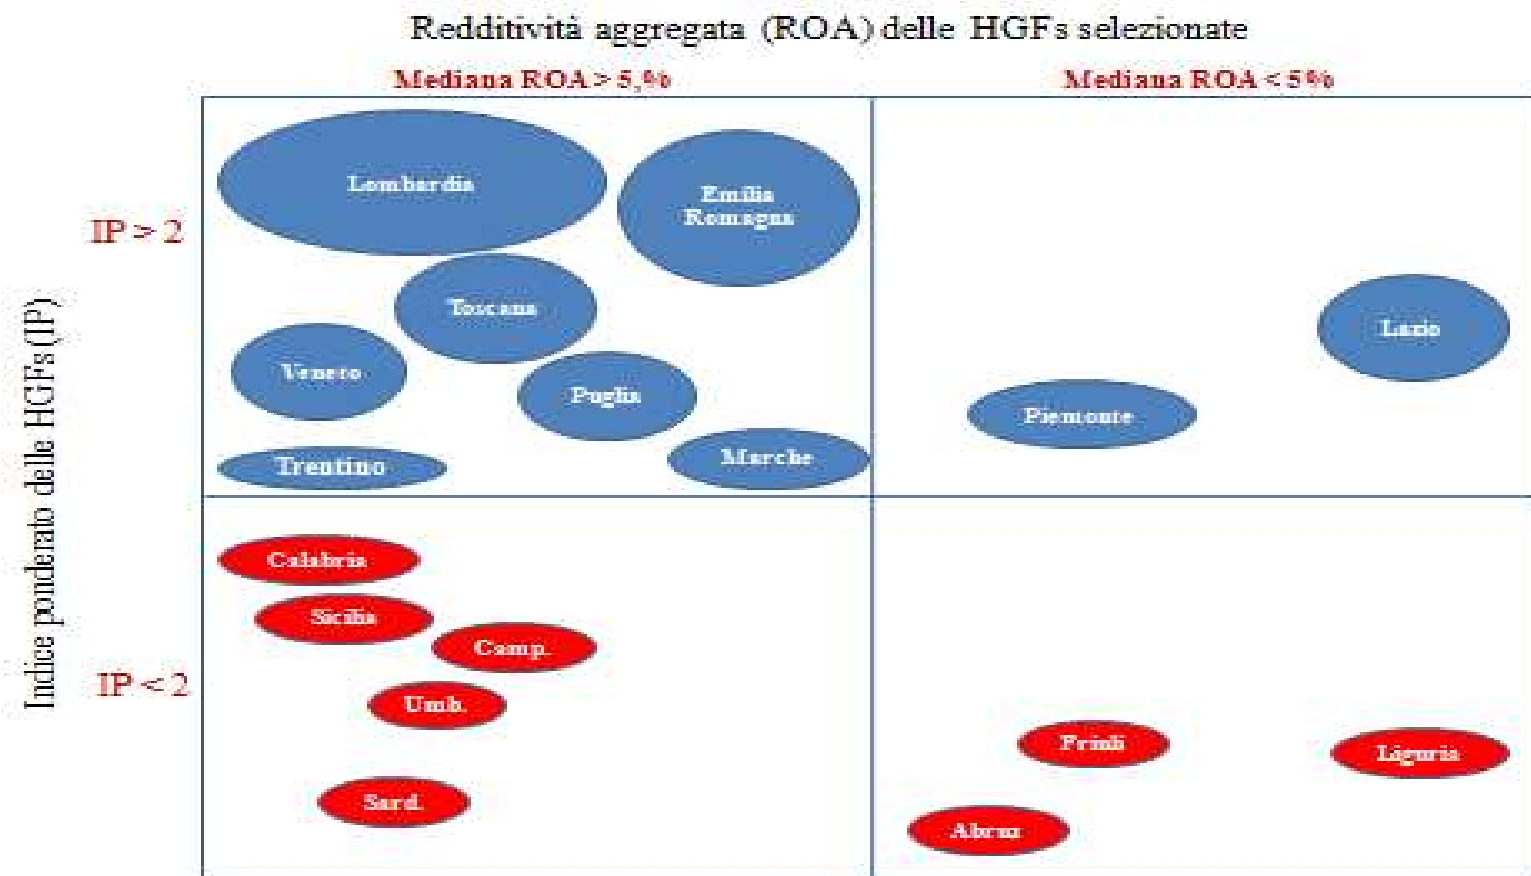 Redditività aggregata (ROA) delle HGFs selezionate
Mediana ROA > 5,%
Mediana ROA < 5%
Indice ponderato delle HGFs (IP)
IP > 2
Lombardia
Emilia
Romagna
Toscana
Lazio
Veneto
Puglia
Piemonte
Marche
Trentino
IP < 2
Calabria
Sicilia
Camp.
Umb.
Friuli
Liguria
Sard.
Abruz